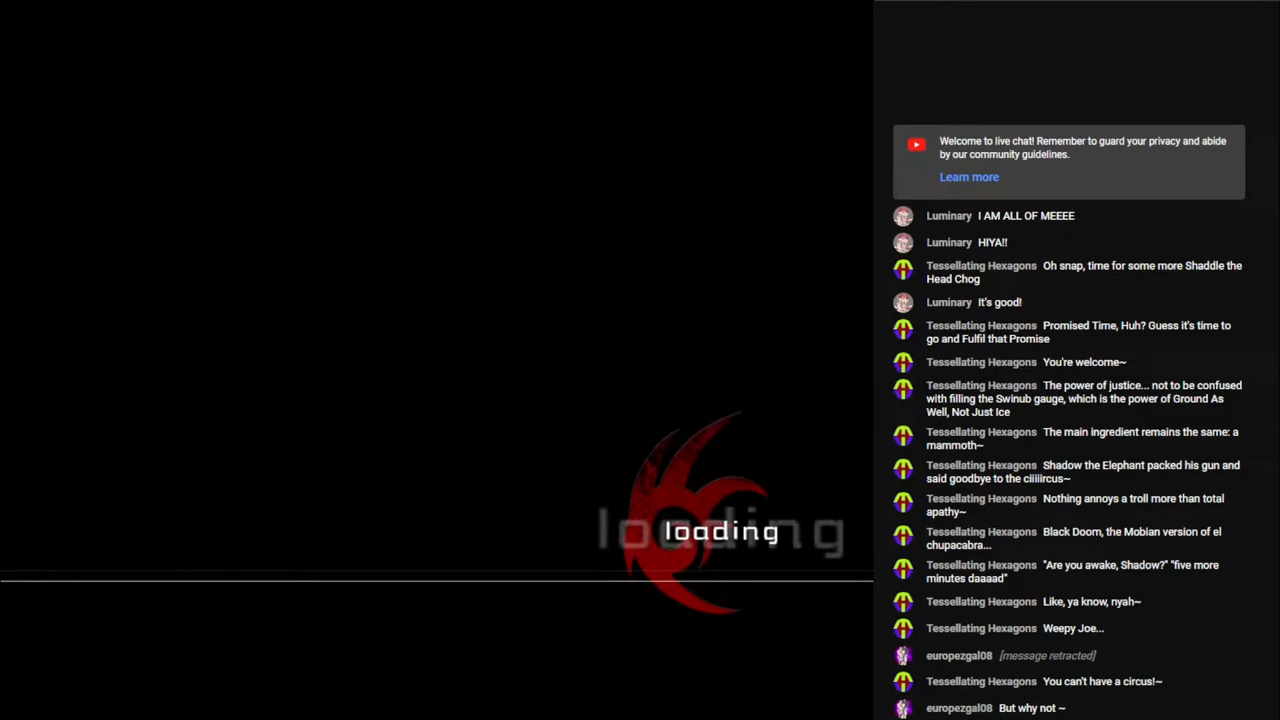 loading
loading
Welcome to live chat! Remember to guard your privacy and abide
by our community guidelines.
Learn more
Luminary I AM ALL OF MEEEE
Luminary HIYA!!
Tessellating Hexagons Oh snap, time for some more Shaddle the
Head Chog
Luminary It's good!
Tessellating Hexagons Promised Time, Huh? Guess it's time to
go and Fulfil that Promise
Tessellating Hexagons You're welcome~
Tessellating Hexagons The power of justice... not to be confused
with filling the Swinub gauge, which is the power of Ground As
Well, Not Just Ice
Tessellating Hexagons The main ingredient remains the same: a
mammoth~
Tessellating Hexagons Shadow the Elephant packed his gun and
said goodbye to the ciiiircus~
Tessellating Hexagons Nothing annoys a troll more than total
apathy~
Tessellating Hexagons Black Doom, the Mobian version of el
chupacabra...
Tessellating Hexagons "Are you awake, Shadow?" "five more
minutes daaaad"
Tessellating Hexagons Like, ya know, nyah~
Tessellating Hexagons Weepy Joe...
europezgal08 [message retracted]
Tessellating Hexagons You can't have a circus!~
europezgal08 But why not ~